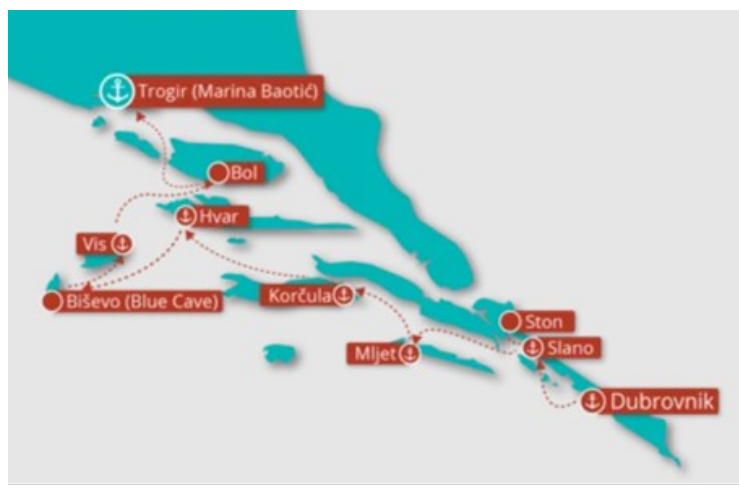 Trogir (Marina Baotić)
Bol
Hvar
Vis
Biševo (Blue Cave)
Korčula
Ston
Mljet
Slano
Dubrovnik